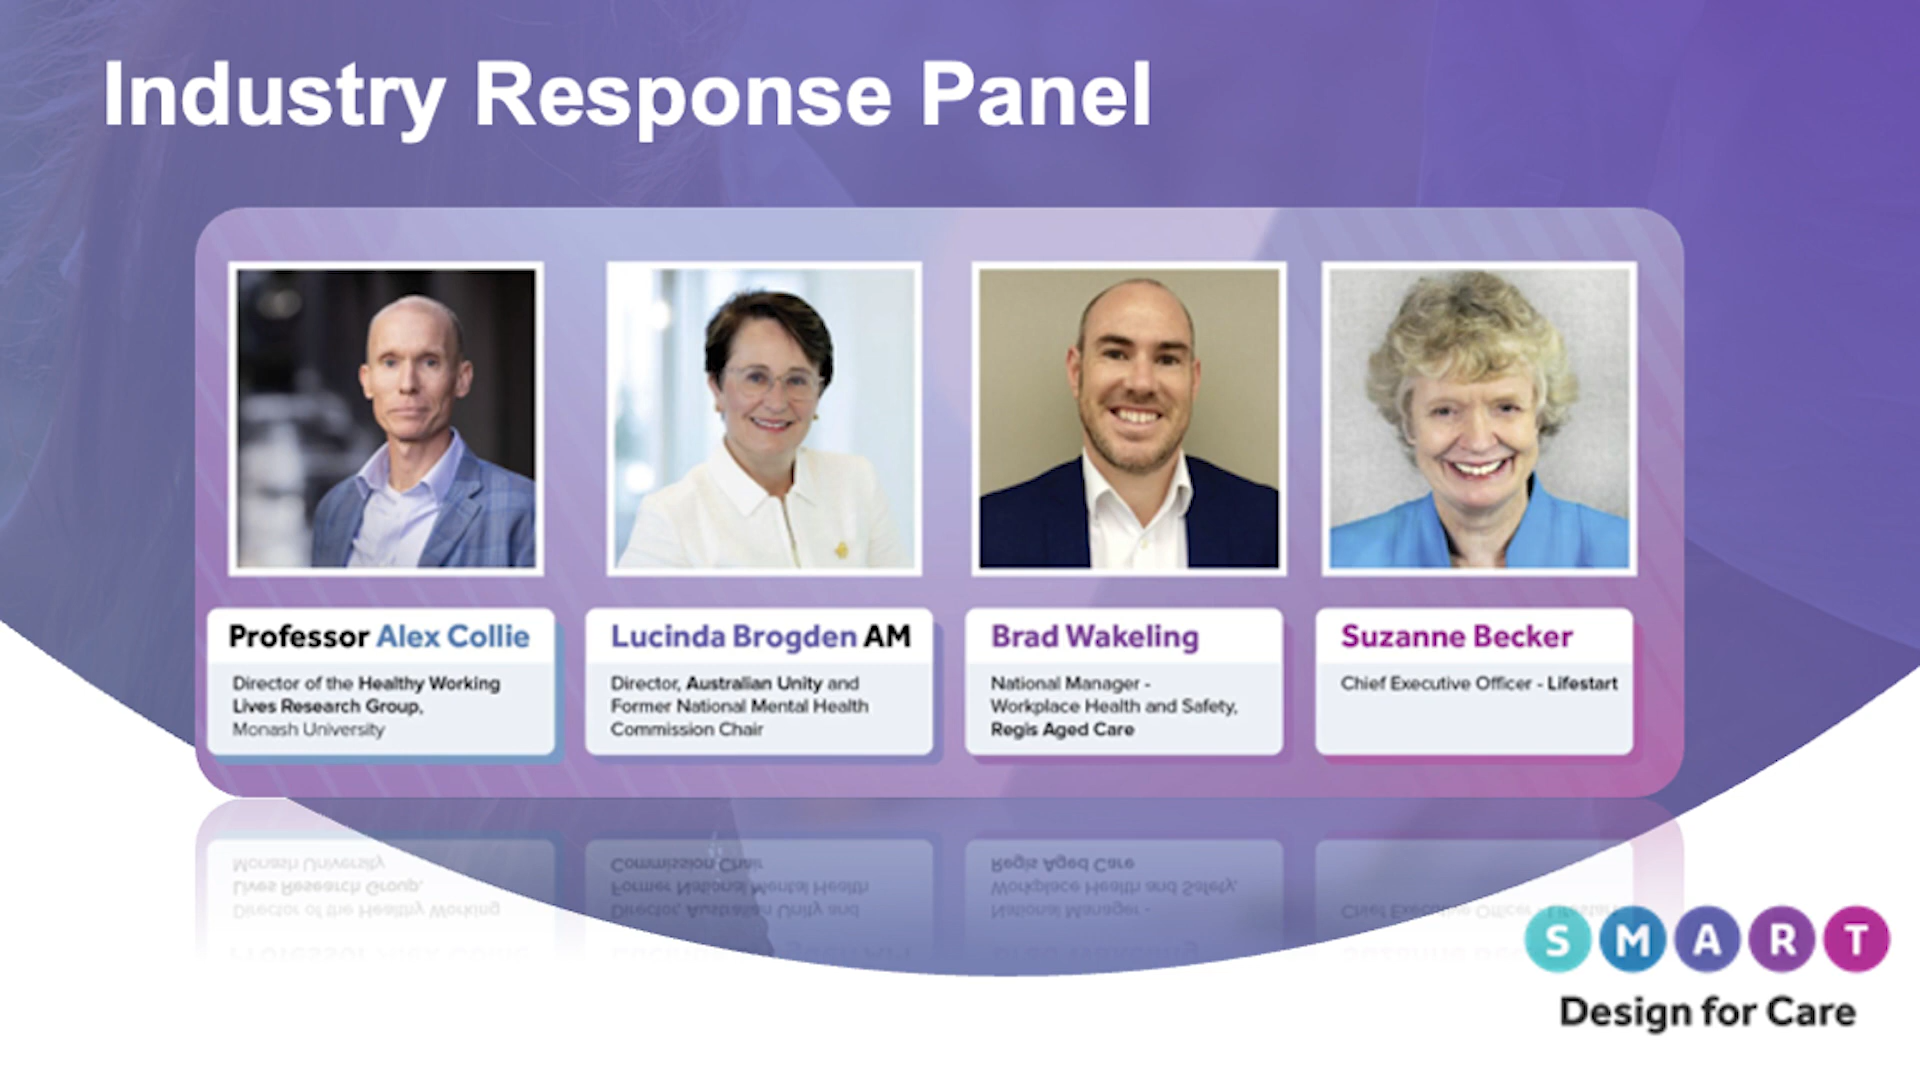 Industry Response Panel
Professor Alex Collie
Director of the Healthy Working
Lives Research Group,
Monash University
Lucinda Brogden AM
Director, Australian Unity and
Former National Mental Health
Commission Chair
Brad Wakeling
National Manager -
Workplace Health and Safety,
Regis Aged Care
Suzanne Becker
Chief Executive Officer - Lifestart
SMART
Design for Care